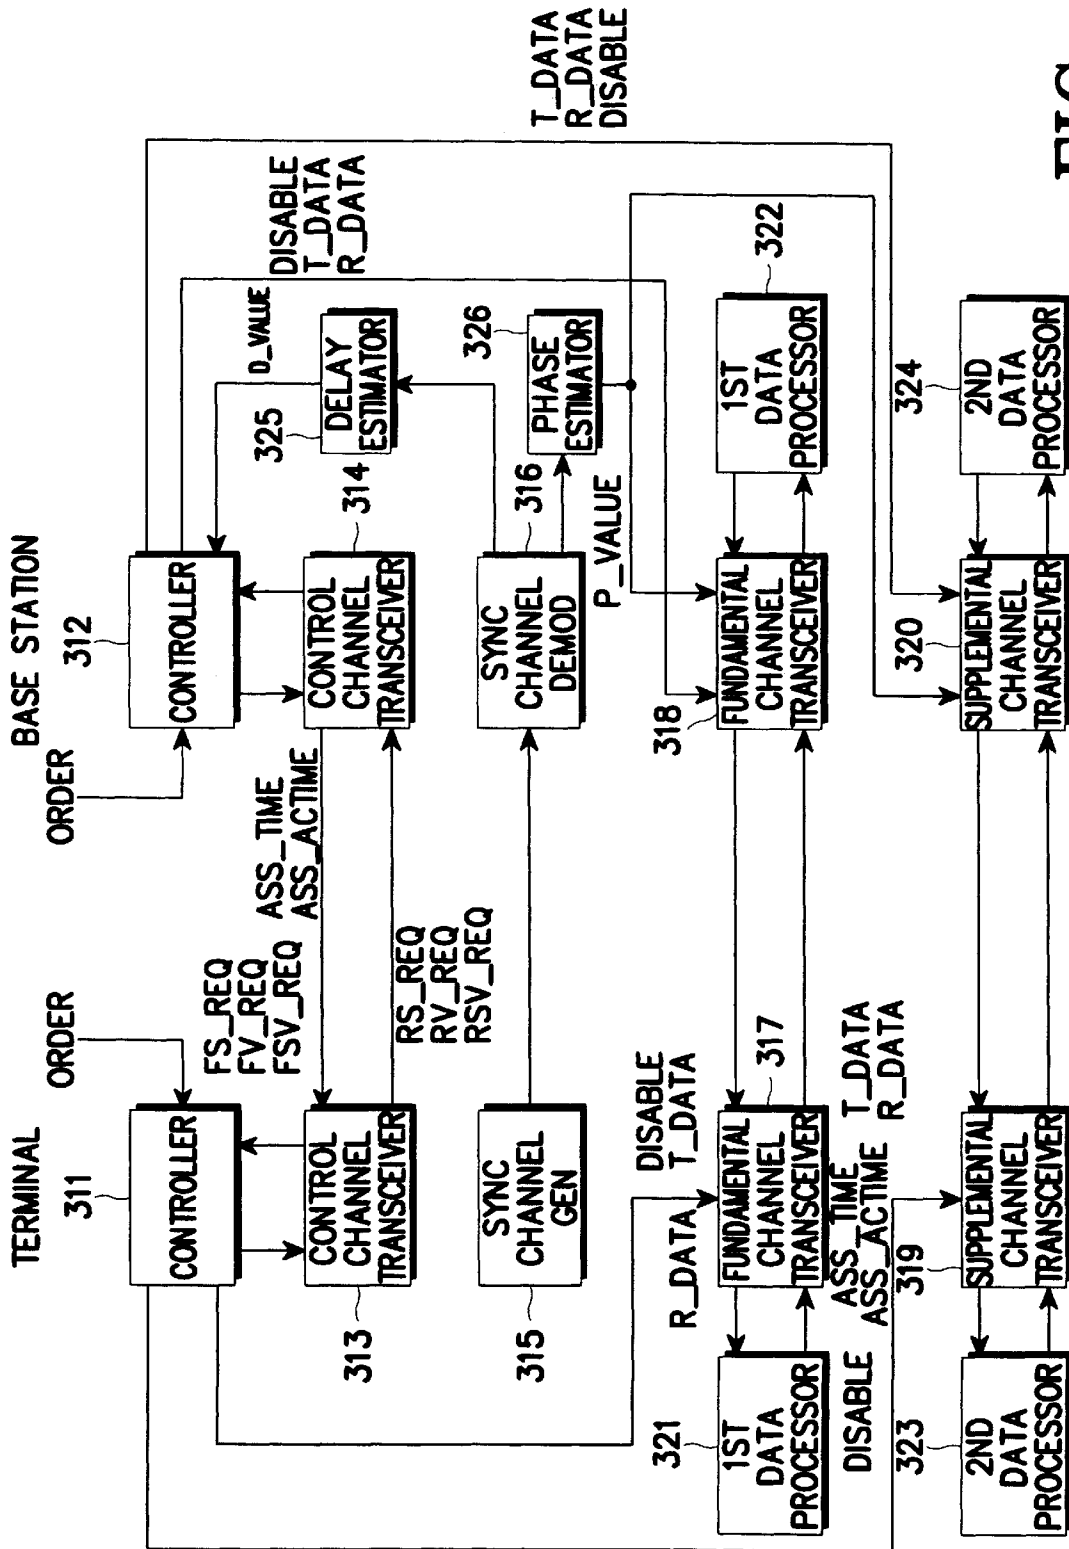 TERMINAL
BASE STATION
311
ORDER
CONTROLLER
ORDER
312
CONTROLLER
FS_REQ
FV_REQ
FSV_REQ
ASS_TIME
ASS_ACTIME
313
CONTROL
CHANNEL
TRANSCEIVER
RS_REQ
RV_REQ
RSV_REQ
314
CONTROL
CHANNEL
TRANSCEIVER
D_VALUE
325
DELAY
ESTIMATOR
DISABLE
T_DATA
R_DATA
T_DATA
R_DATA
DISABLE
315
SYNC
CHANNEL
GEN
316
SYNC
CHANNEL
DEMOD
326
PHASE
ESTIMATOR
P_VALUE
R_DATA
DISABLE
T_DATA
321
1ST
DATA
PROCESSOR
317
FUNDAMENTAL
CHANNEL
TRANSCEIVER
318
FUNDAMENTAL
CHANNEL
TRANSCEIVER
322
1ST
DATA
PROCESSOR
DISABLE
ASS_TIME
ASS_ACTIME
T_DATA
R_DATA
323
2ND
DATA
PROCESSOR
319
SUPPLEMENTAL
CHANNEL
TRANSCEIVER
320
SUPPLEMENTAL
CHANNEL
TRANSCEIVER
324
2ND
DATA
PROCESSOR